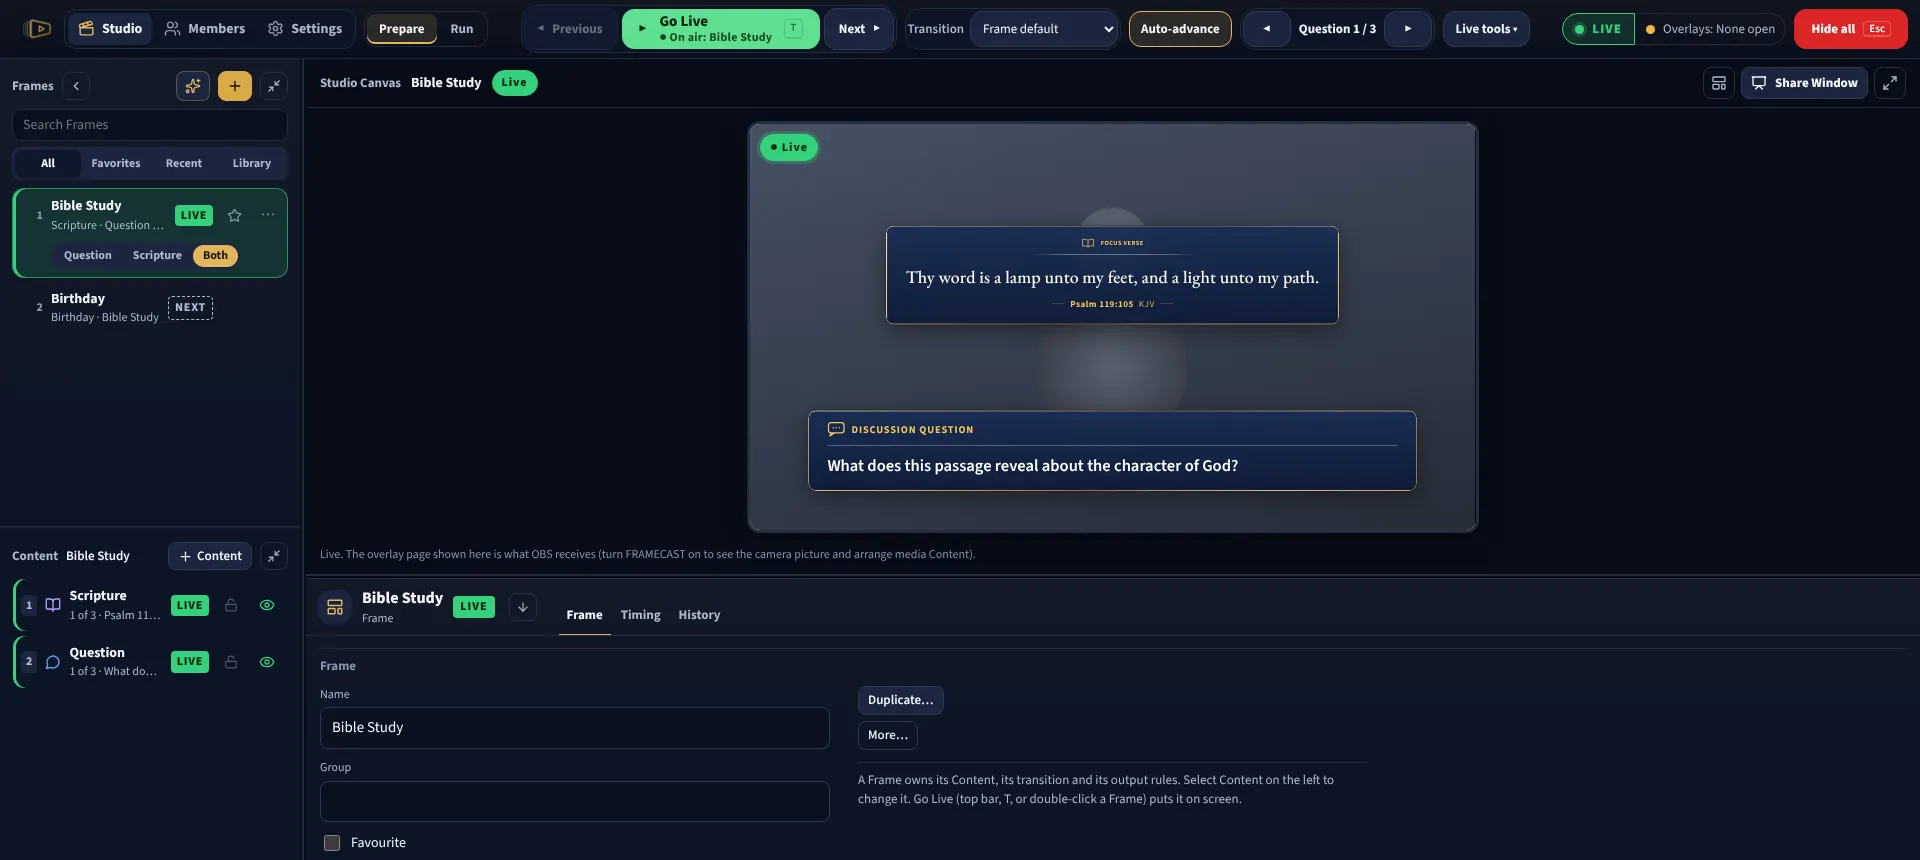 Studio Members Settings Prepare Run Previous Go Live T Next Transition Frame default Auto-advance Question 1 / 3 Live tools LIVE Overlays: None open Hide all Esc
On air: Bible Study
Frames
Search Frames
All Favorites Recent Library
1 Bible Study LIVE
Scripture · Question ...
Question Scripture Both
2 Birthday NEXT
Birthday · Bible Study
Content Bible Study + Content
1 Scripture LIVE
1 of 3 · Psalm 11...
2 Question LIVE
1 of 3 · What do...
Studio Canvas Bible Study Live
Share Window
Live
FOCUS VERSE
Thy word is a lamp unto my feet, and a light unto my path.
Psalm 119:105 KJV
DISCUSSION QUESTION
What does this passage reveal about the character of God?
Live. The overlay page shown here is what OBS receives (turn FRAMECAST on to see the camera picture and arrange media Content).
Bible Study LIVE
Frame
Frame Timing History
Frame
Name
Bible Study
Group
Favourite
Duplicate...
More...
A Frame owns its Content, its transition and its output rules. Select Content on the left to
change it. Go Live (top bar, T, or double-click a Frame) puts it on screen.